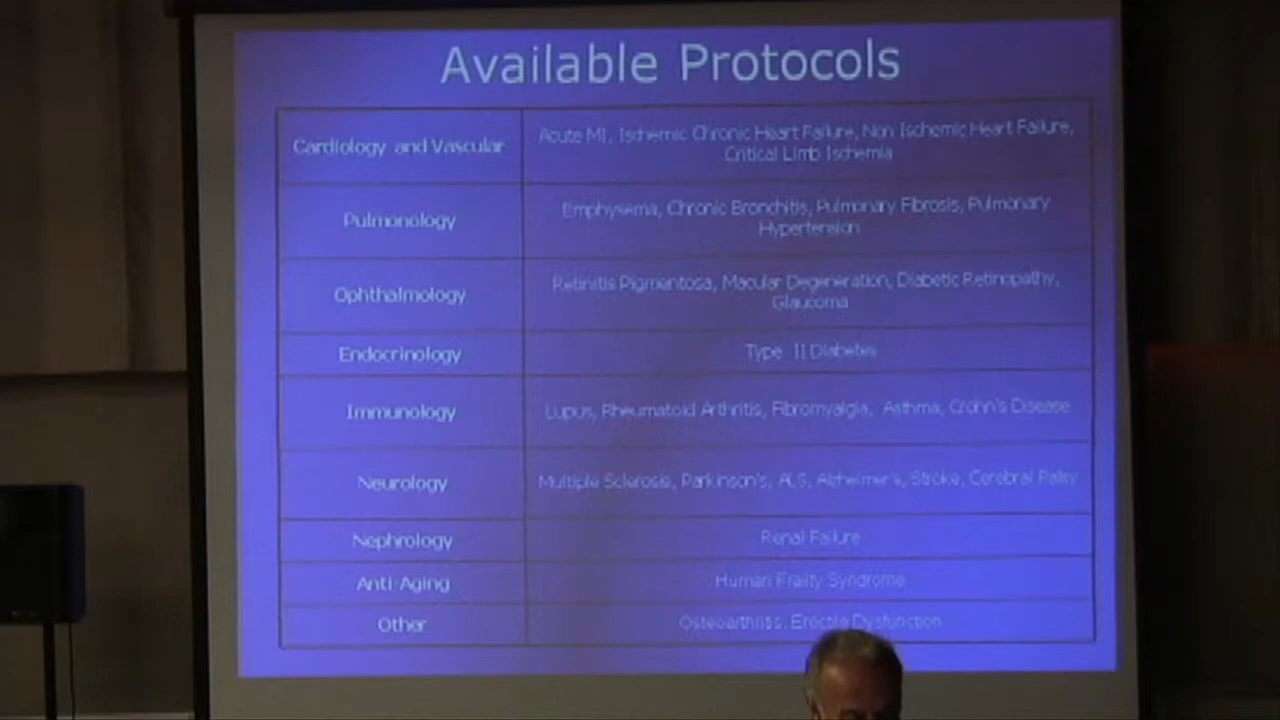 Available Protocols
Cardiology and Vascular
Acute MI, Ischemic Chronic Heart Failure, Non Ischemic Heart Failure,
Critical Limb Ischemia
Pulmonology
Emphysema, Chronic Bronchitis, Pulmonary Fibrosis, Pulmonary
Hypertension
Ophthalmology
Retinitis Pigmentosa, Macular Degeneration, Diabetic Retinopathy,
Glaucoma
Endocrinology
Type II Diabetes
Immunology
Lupus, Rheumatoid Arthritis, Fibromyalgia, Asthma, Crohn's Disease
Neurology
Multiple Sclerosis, Parkinson's, ALS, Alzheimer's, Stroke, Cerebral Palsy
Nephrology
Renal Failure
Anti-Aging
Human Frailty Syndrome
Other
Osteoarthritis, Erectile Dysfunction